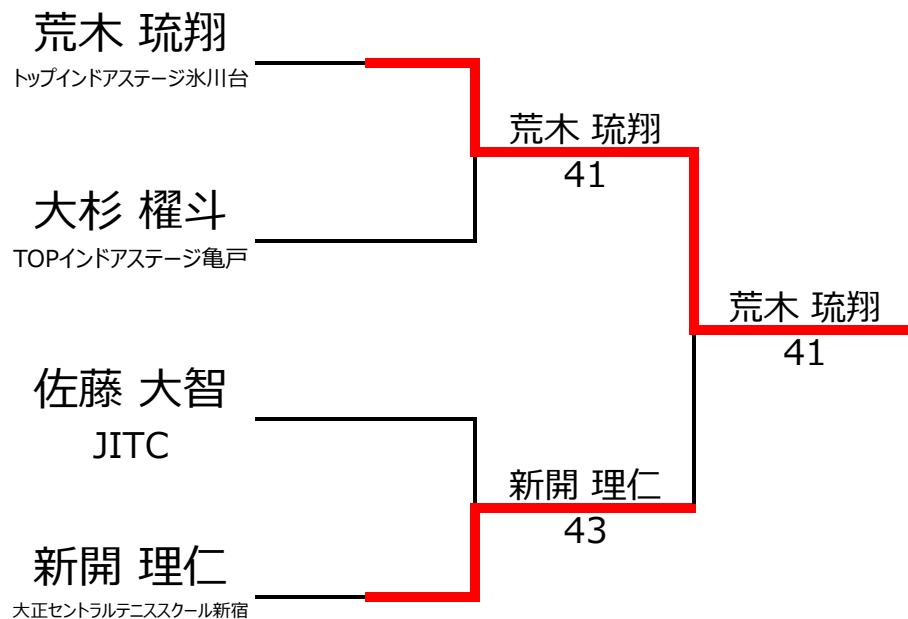 荒木 琉翔
トップインドアステージ氷川台
荒木 琉翔
41
大杉 櫂斗
TOPインドアステージ亀戸
荒木 琉翔
41
佐藤 大智
JITC
新開 理仁
43
新開 理仁
大正セントラルテニススクール新宿